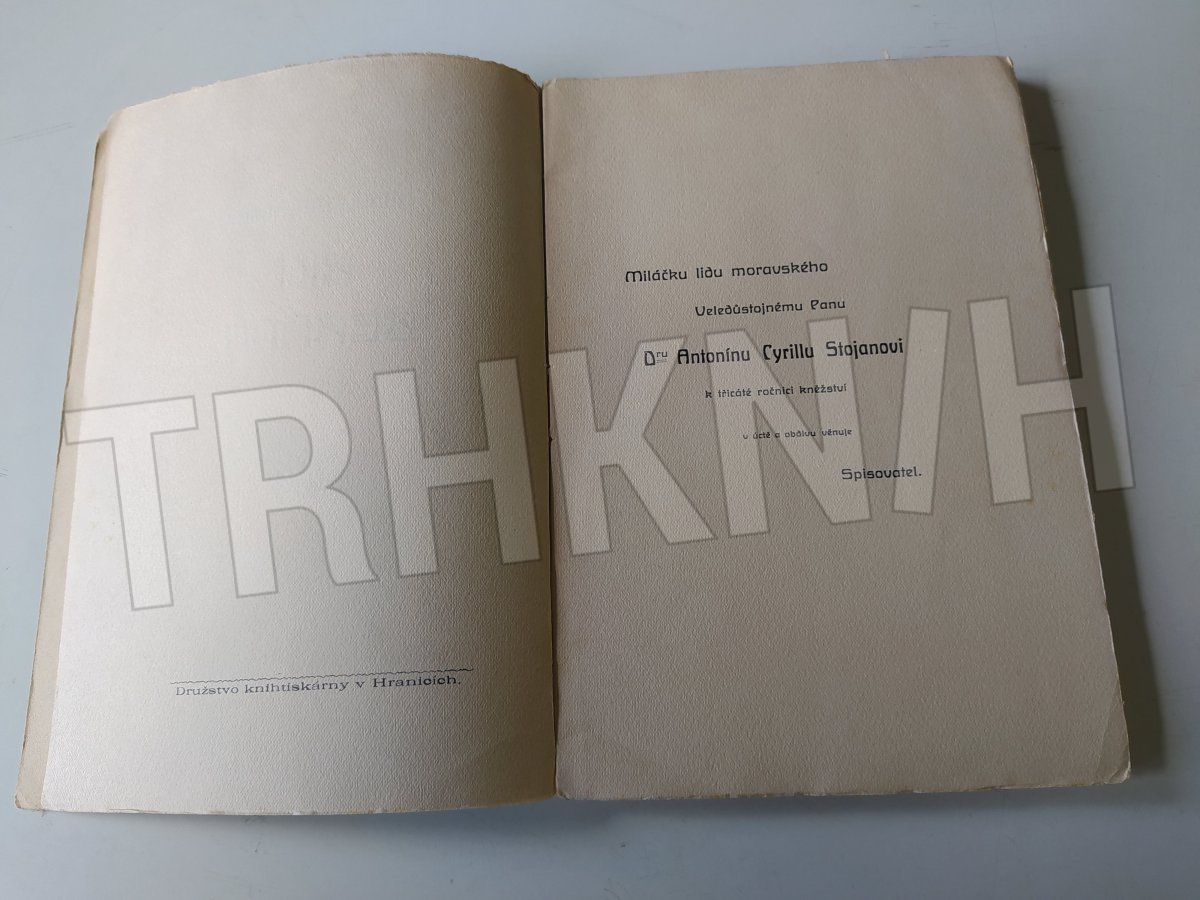 Družstvo knihtiskárny v Hranicích.
Miláčku lidu moravského
Veledůstojnému Panu
Dru Antonínu Cyrillu Stojanovi
k třicáté ročnici kněžství
v úctě a obdivu věnuje
Spisovatel.
TRHKNIH